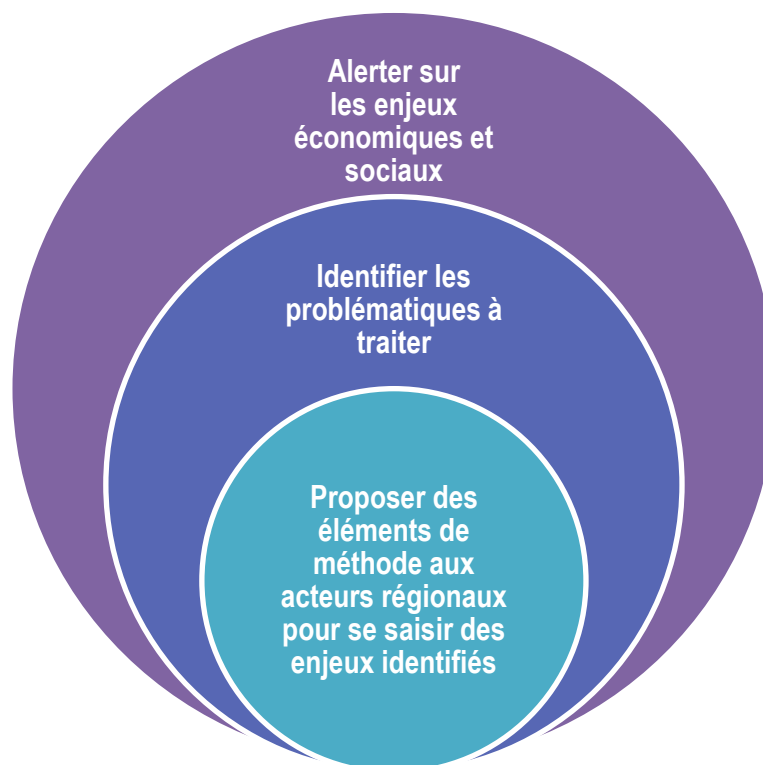 Alerter sur
les enjeux
économiques et
sociaux
Identifier les
problématiques à
traiter
Proposer des
éléments de
méthode aux
acteurs régionaux
pour se saisir des
enjeux identifiés